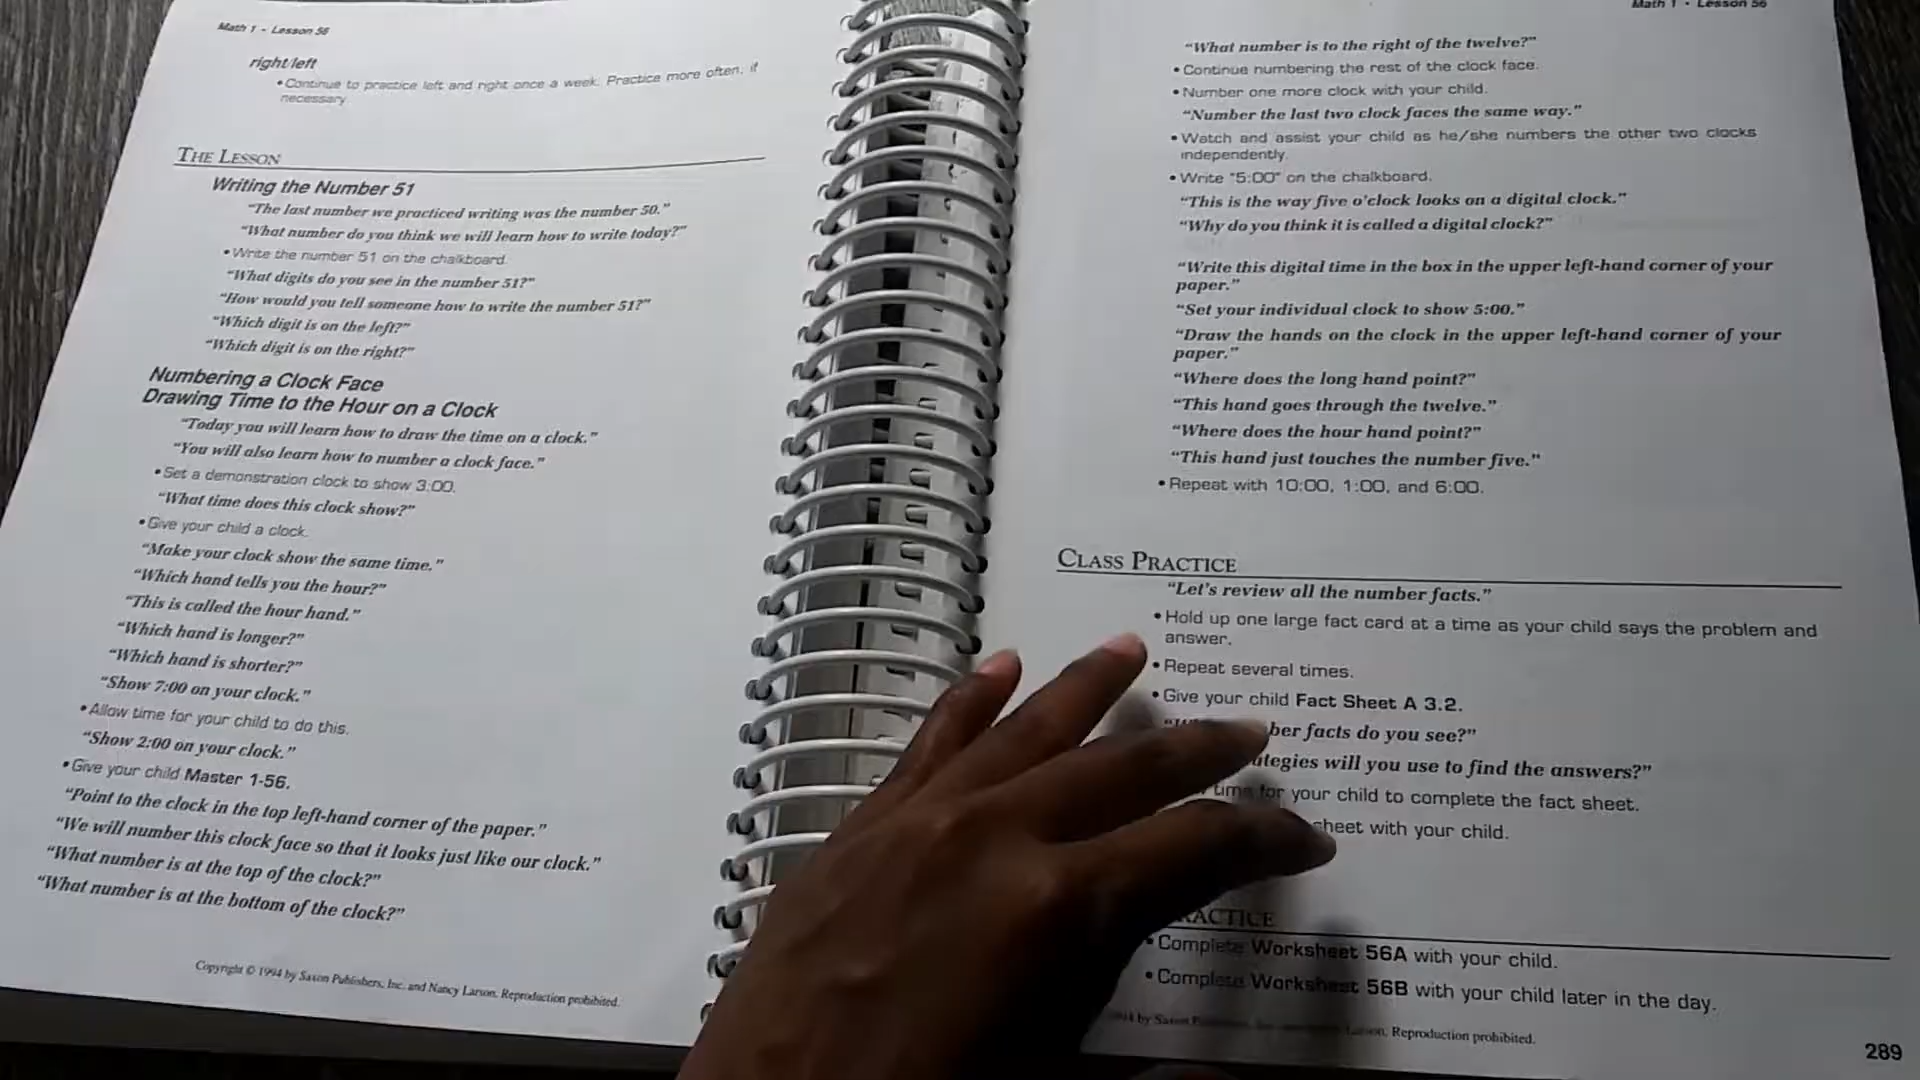 Math 1 - Lesson 56
right/left
• Continue to practice left and right once a week. Practice more often, if
necessary
THE LESSON
Writing the Number 51
“The last number we practiced writing was the number 50.”
“What number do you think we will learn how to write today?”
• Write the number 51 on the chalkboard.
“What digits do you see in the number 51?”
“How would you tell someone how to write the number 51?”
“Which digit is on the left?”
“Which digit is on the right?”
Numbering a Clock Face
Drawing Time to the Hour on a Clock
“Today you will learn how to draw the time on a clock.”
“You will also learn how to number a clock face.”
• Set a demonstration clock to show 3:00.
“What time does this clock show?”
• Give your child a clock.
“Make your clock show the same time.”
“Which hand tells you the hour?”
“This is called the hour hand.”
“Which hand is longer?”
“Which hand is shorter?”
“Show 7:00 on your clock.”
• Allow time for your child to do this.
“Show 2:00 on your clock.”
• Give your child Master 1-56.
“Point to the clock in the top left-hand corner of the paper.”
“We will number this clock face so that it looks just like our clock.”
“What number is at the top of the clock?”
“What number is at the bottom of the clock?”
Copyright © 1994 by Saxon Publishers, Inc. and Nancy Larson. Reproduction prohibited.
Math 1 - Lesson 56
“What number is to the right of the twelve?”
• Continue numbering the rest of the clock face.
• Number one more clock with your child.
“Number the last two clock faces the same way.”
• Watch and assist your child as he/she numbers the other two clocks
independently.
• Write "5:00" on the chalkboard.
“This is the way five o’clock looks on a digital clock.”
“Why do you think it is called a digital clock?”
“Write this digital time in the box in the upper left-hand corner of your
paper.”
“Set your individual clock to show 5:00.”
“Draw the hands on the clock in the upper left-hand corner of your
paper.”
“Where does the long hand point?”
“This hand goes through the twelve.”
“Where does the hour hand point?”
“This hand just touches the number five.”
• Repeat with 10:00, 1:00, and 6:00.
CLASS PRACTICE
“Let’s review all the number facts.”
• Hold up one large fact card at a time as your child says the problem and
answer.
• Repeat several times.
• Give your child Fact Sheet A 3.2.
facts do you see?”
will you use to find the answers?”
time for your child to complete the fact sheet.
sheet with your child.
PRACTICE
• Complete Worksheet 56A with your child.
• Complete Worksheet 56B with your child later in the day.
by Saxon Reproduction prohibited.
289